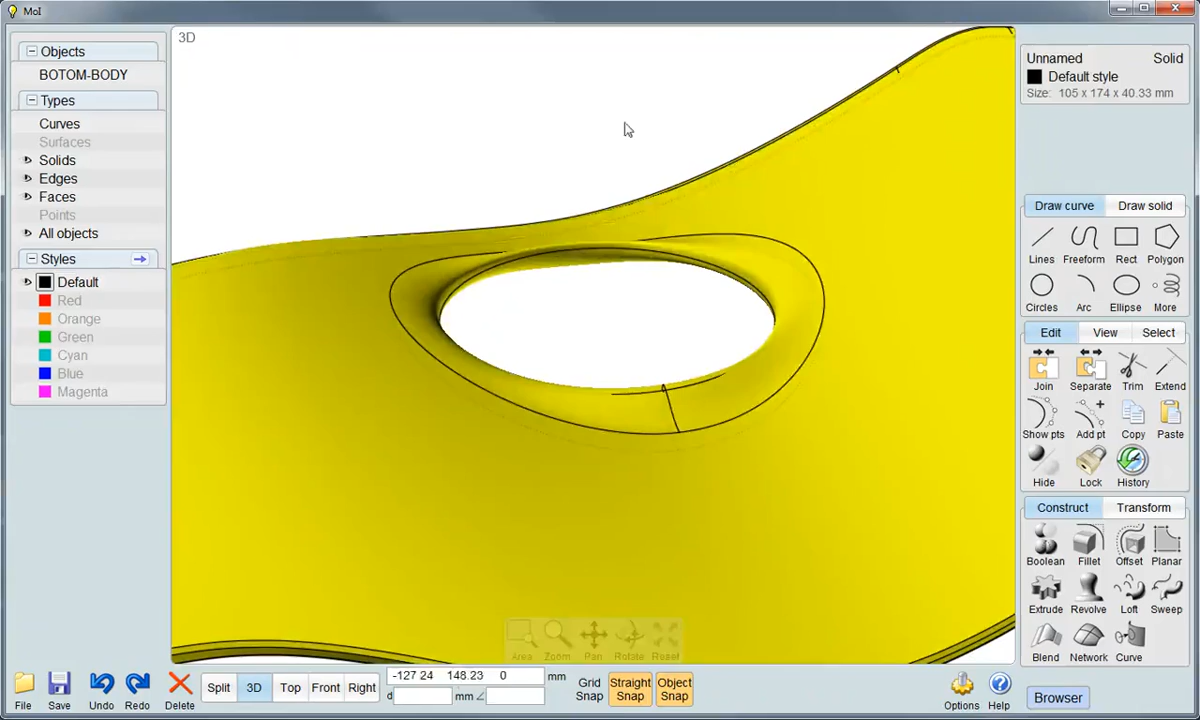 MoI
Objects
BOTOM-BODY
Types
Curves
Surfaces
Solids
Edges
Faces
Points
All objects
Styles
Default
Red
Orange
Green
Cyan
Blue
Magenta
3D
Unnamed Solid
Default style
Size: 105 x 174 x 40.33 mm
Draw curve Draw solid
Lines Freeform Rect Polygon
Circles Arc Ellipse More
Edit View Select
Join Separate Trim Extend
Show pts Add pt Copy Paste
Hide Lock History
Construct Transform
Boolean Fillet Offset Planar
Extrude Revolve Loft Sweep
Blend Network Curve
Area Zoom Pan Rotate Reset
File Save Undo Redo Delete
Split 3D Top Front Right
-127.24 148.23 0 mm
d mm ∠
Grid Snap
Straight Snap
Object Snap
Options Help
Browser